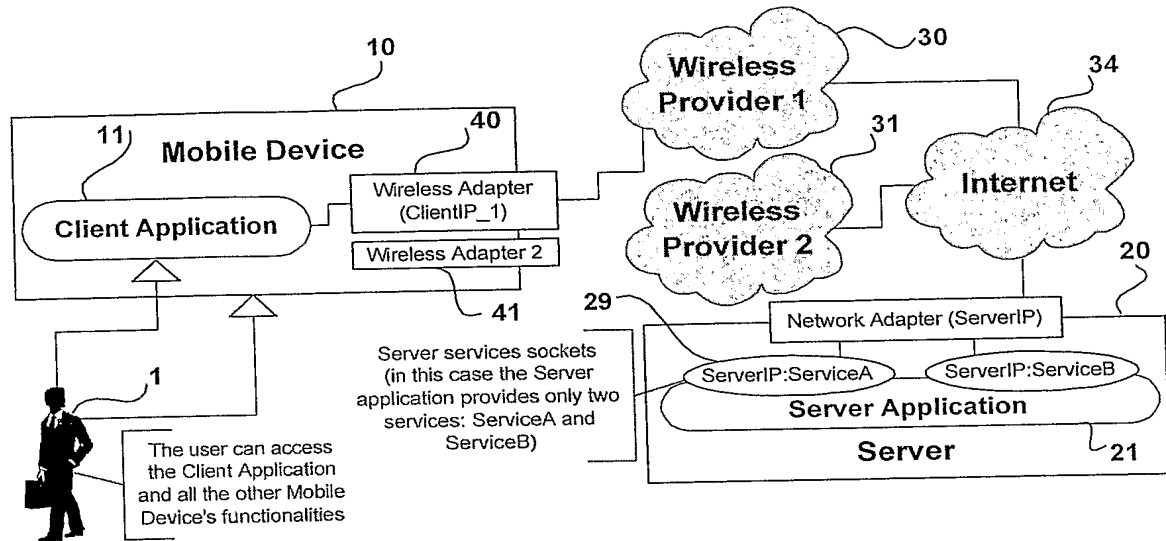 10
11
40
Mobile Device
Client Application
Wireless Adapter
(ClientIP_1)
Wireless Adapter 2
41
1
The user can access
the Client Application
and all the other Mobile
Device's functionalities
30
Wireless
Provider 1
31
Wireless
Provider 2
34
Internet
20
29
Network Adapter (ServerIP)
Server services sockets
(in this case the Server
application provides only two
services: ServiceA and
ServiceB)
ServerIP:ServiceA
ServerIP:ServiceB
Server Application
Server
21